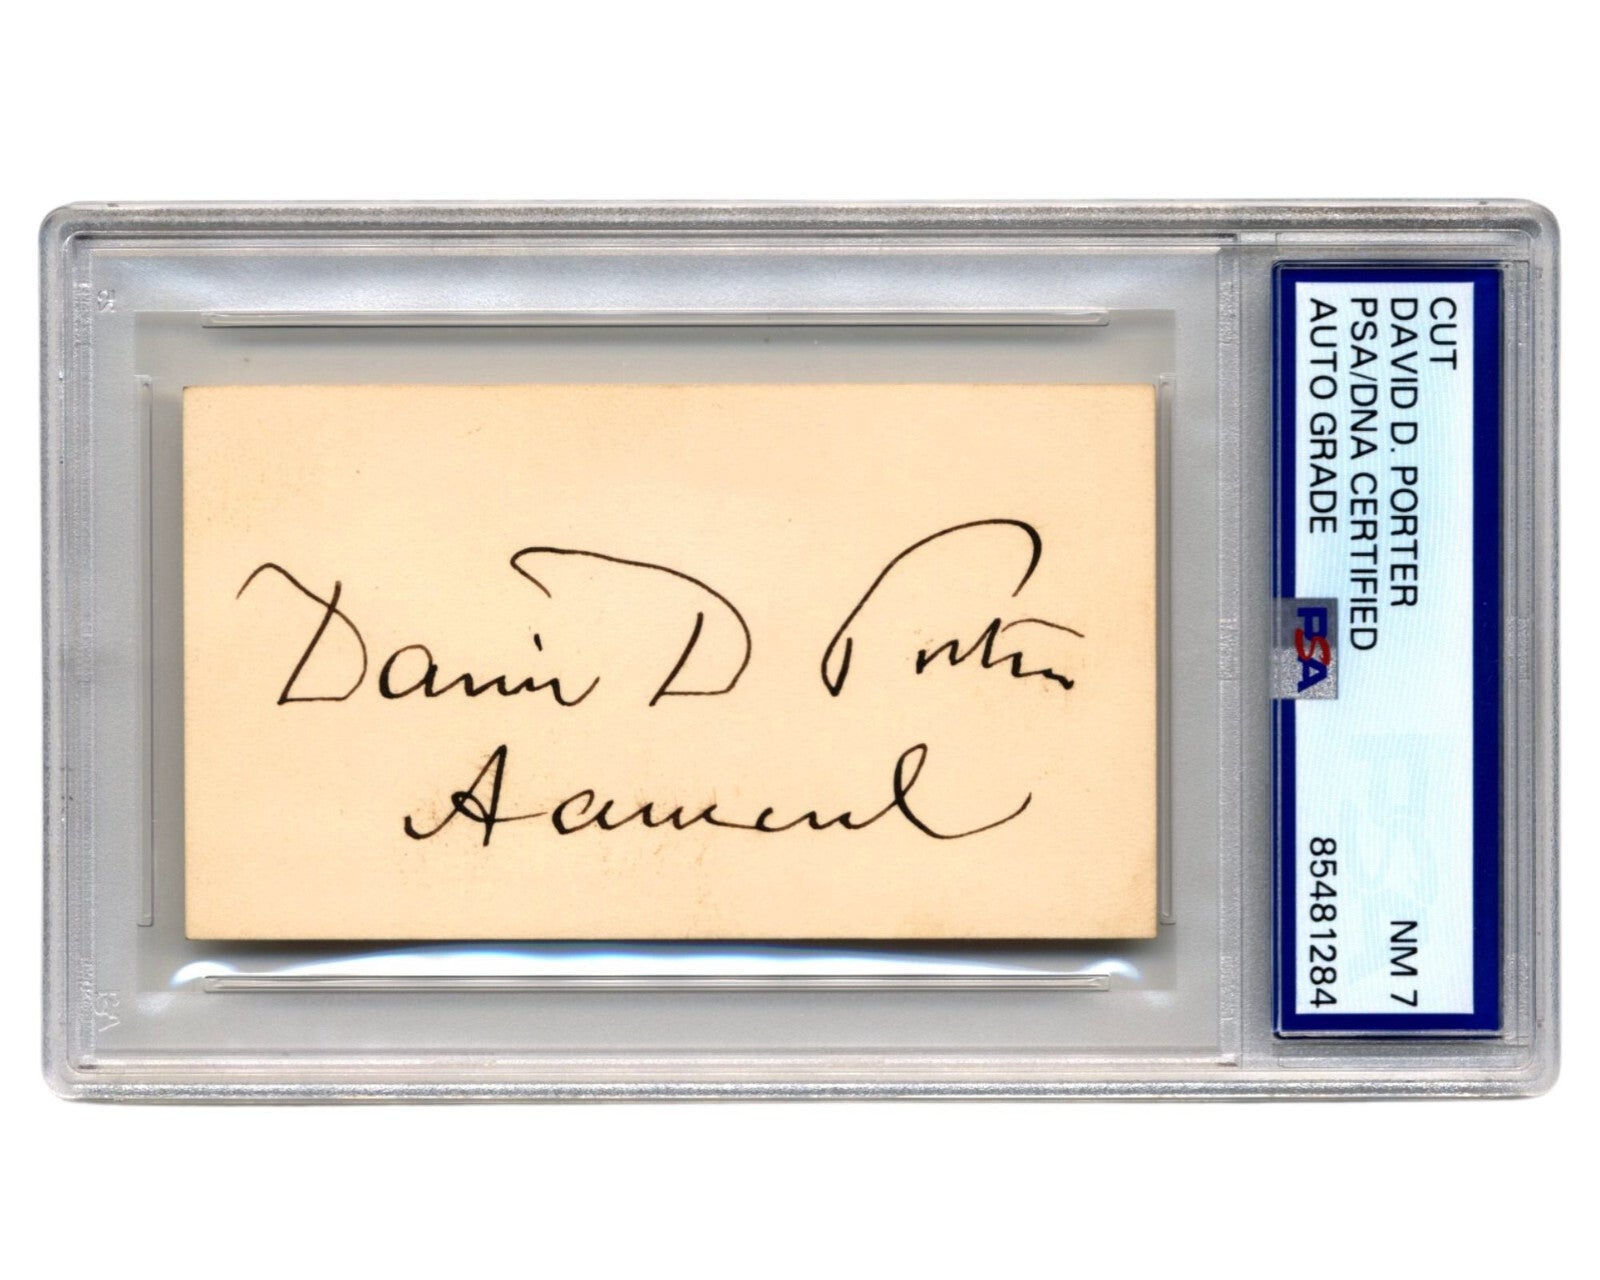 David D Porter
Admiral
CUT
DAVID D. PORTER
NM 7
PSA/DNA CERTIFIED
AUTO GRADE
85481284
PSA